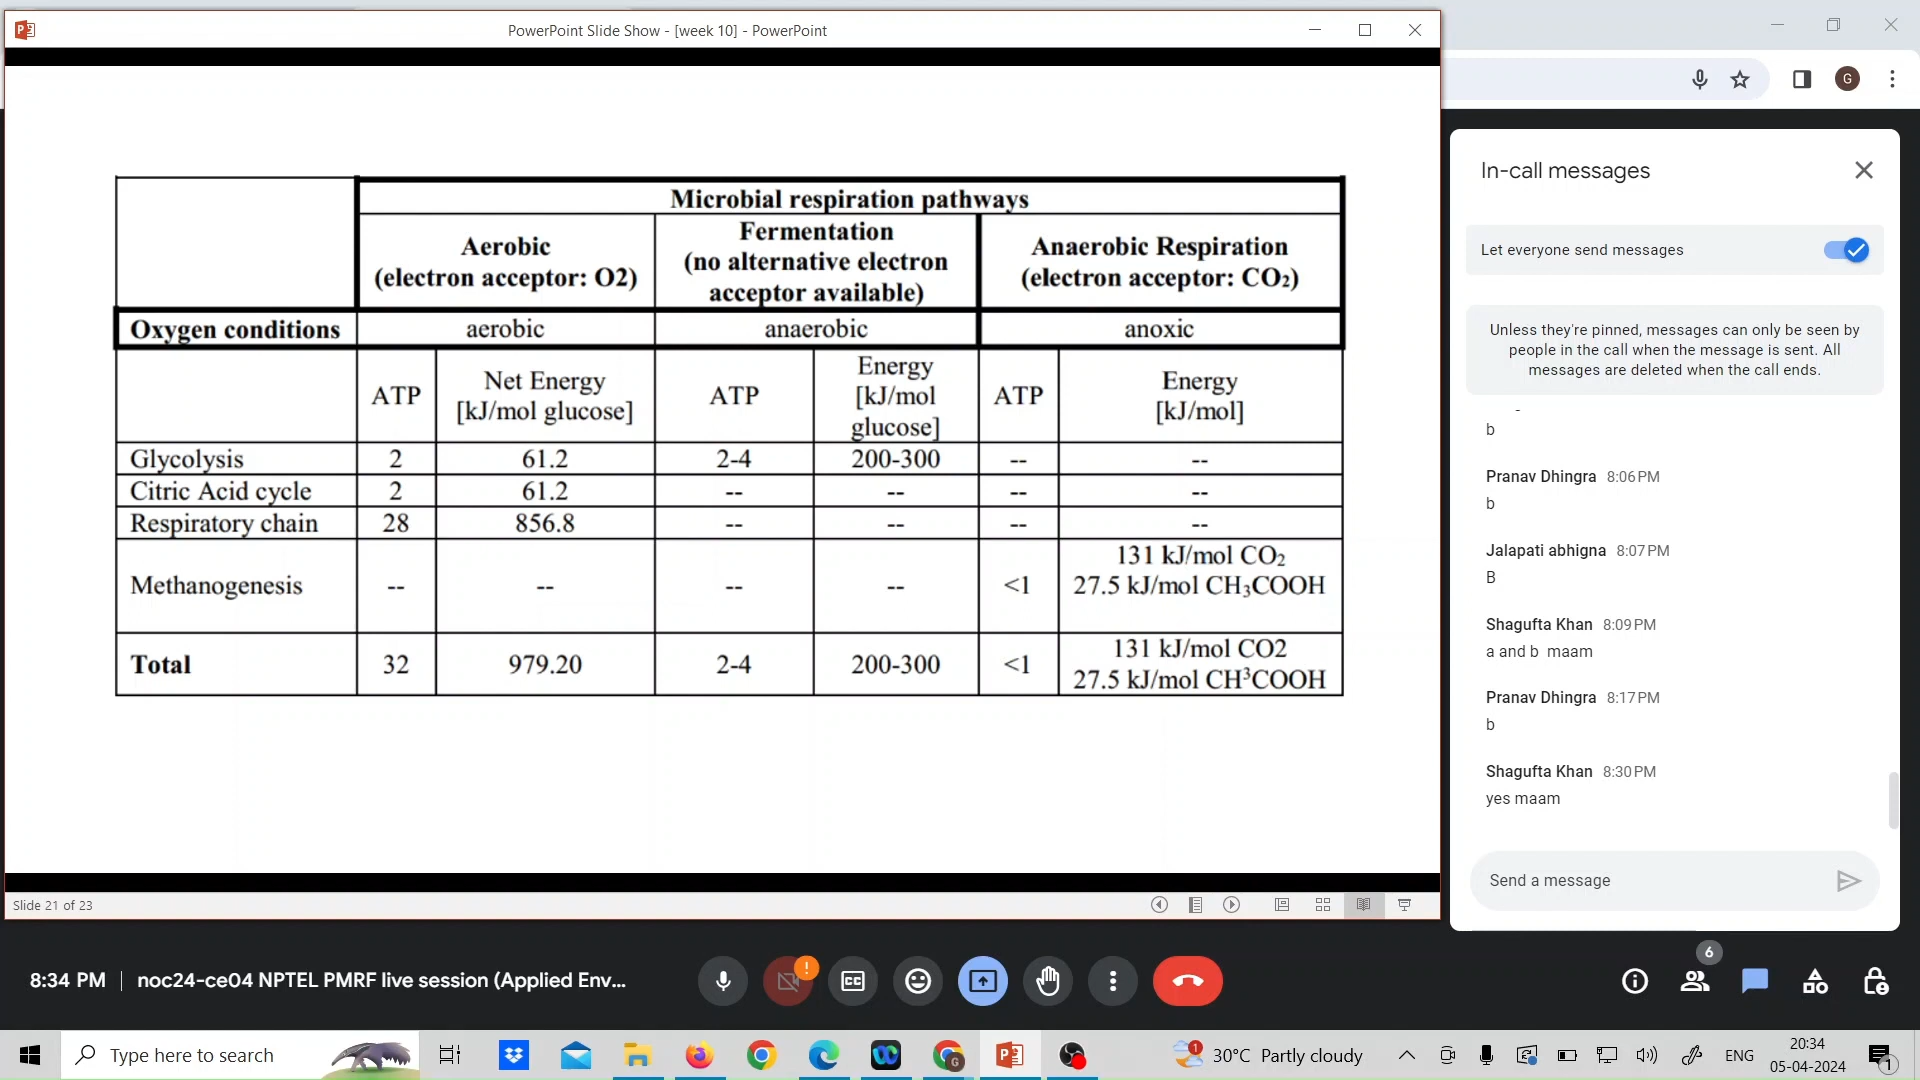 PowerPoint Slide Show - [week 10] - PowerPoint
Microbial respiration pathways
Aerobic
(electron acceptor: O2)
Fermentation
(no alternative electron
acceptor available)
Anaerobic Respiration
(electron acceptor: CO₂)
Oxygen conditions aerobic anaerobic anoxic
ATP
Net Energy
[kJ/mol glucose]
ATP
Energy
[kJ/mol
glucose]
ATP
Energy
[kJ/mol]
Glycolysis 2 61.2 2-4 200-300 -- --
Citric Acid cycle 2 61.2 -- -- -- --
Respiratory chain 28 856.8 -- -- -- --
Methanogenesis -- -- -- -- <1
131 kJ/mol CO₂
27.5 kJ/mol CH₃COOH
Total 32 979.20 2-4 200-300 <1
131 kJ/mol CO2
27.5 kJ/mol CH³COOH
Slide 21 of 23
G
In-call messages
Let everyone send messages
Unless they're pinned, messages can only be seen by
people in the call when the message is sent. All
messages are deleted when the call ends.
b
Pranav Dhingra 8:06 PM
b
Jalapati abhigna 8:07 PM
B
Shagufta Khan 8:09 PM
a and b maam
Pranav Dhingra 8:17 PM
b
Shagufta Khan 8:30 PM
yes maam
Send a message
8:34 PM | noc24-ce04 NPTEL PMRF live session (Applied Env...
CC
6
Type here to search
30°C Partly cloudy
ENG
20:34
05-04-2024
1